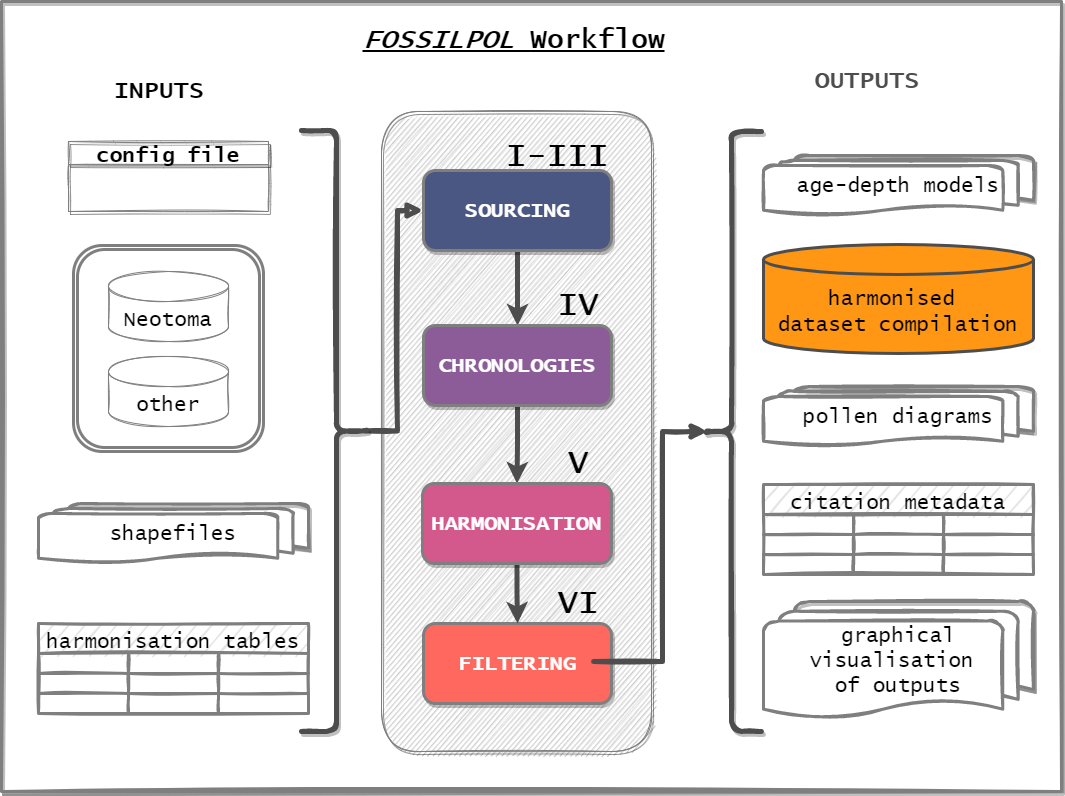 FOSSILPOL Workflow
INPUTS
config file
Neotoma
other
shapefiles
harmonisation tables
I-III
SOURCING
IV
CHRONOLOGIES
V
HARMONISATION
VI
FILTERING
OUTPUTS
age-depth models
harmonised
dataset compilation
pollen diagrams
citation metadata
graphical
visualisation
of outputs